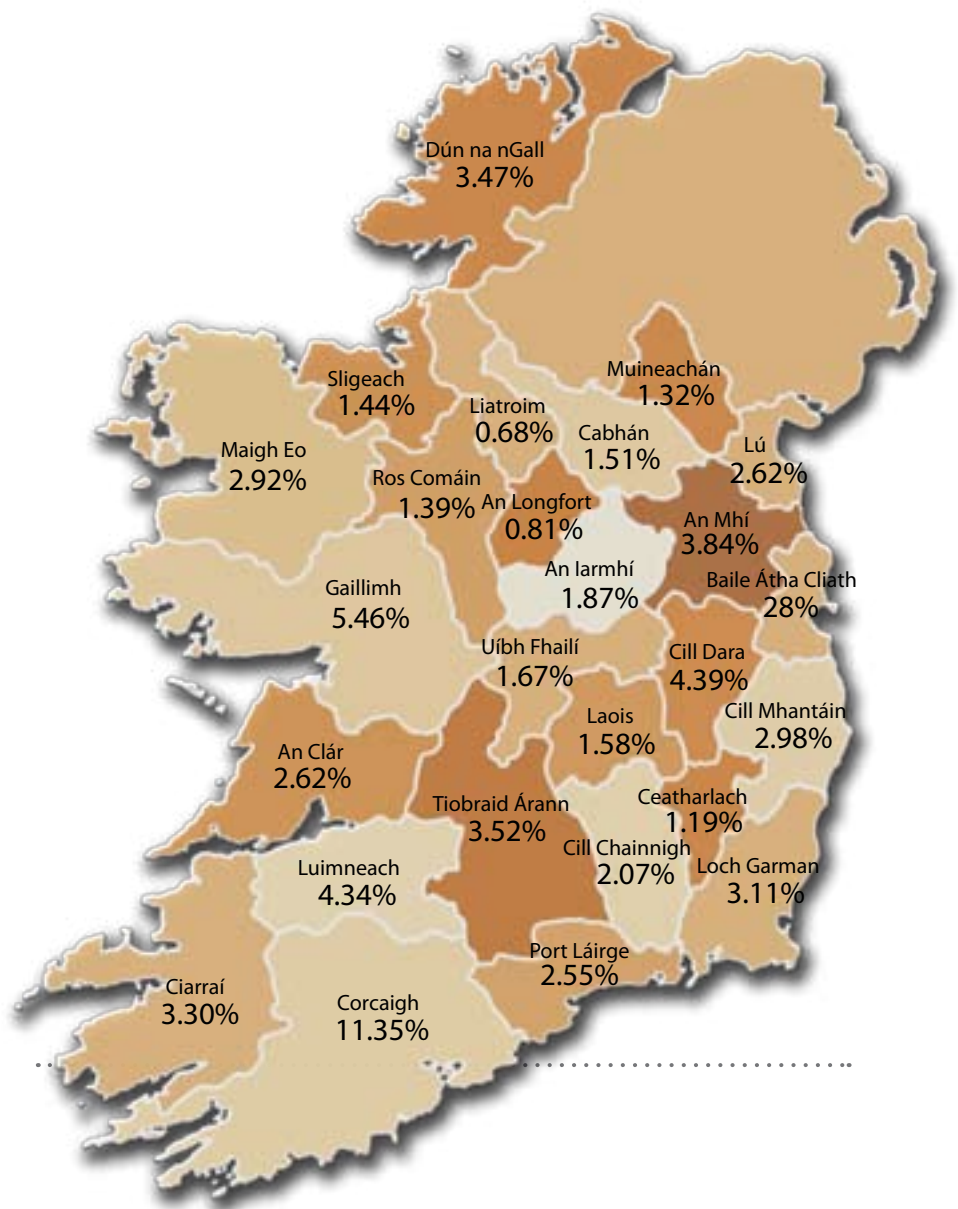 Dún na nGall
3.47%
Sligeach
1.44%
Muineachán
1.32%
Liatroim
0.68%
Cabhán
1.51%
Lú
2.62%
Maigh Eo
2.92%
Ros Comáin
1.39%
An Longfort
0.81%
An Mhí
3.84%
An Iarmhí
1.87%
Baile Átha Cliath
28%
Gaillimh
5.46%
Uíbh Fhailí
1.67%
Cill Dara
4.39%
Laois
1.58%
Cill Mhantáin
2.98%
An Clár
2.62%
Tiobraid Árann
3.52%
Ceatharlach
1.19%
Cill Chainnigh
2.07%
Loch Garman
3.11%
Luimneach
4.34%
Port Láirge
2.55%
Ciarraí
3.30%
Corcaigh
11.35%